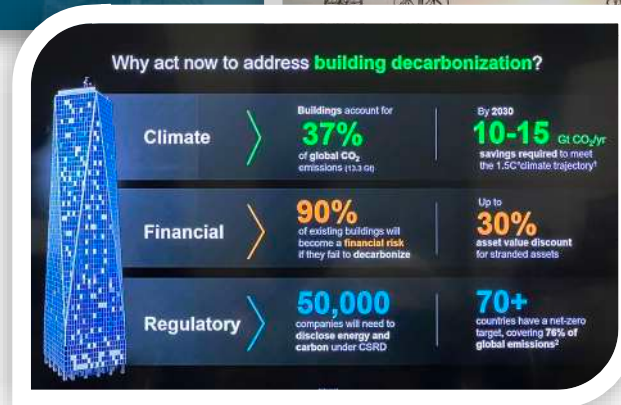 Why act now to address building decarbonization?
Climate
Buildings account for
37%
of global CO₂
emissions (13.3 Gt)
By 2030
10-15 Gt CO₂/yr
savings required to meet
the 1.5C°climate trajectory¹
Financial
90%
of existing buildings will
become a financial risk
if they fail to decarbonize
Up to
30%
asset value discount
for stranded assets
Regulatory
50,000
companies will need to
disclose energy and
carbon under CSRD
70+
countries have a net-zero
target, covering 76% of
global emissions²